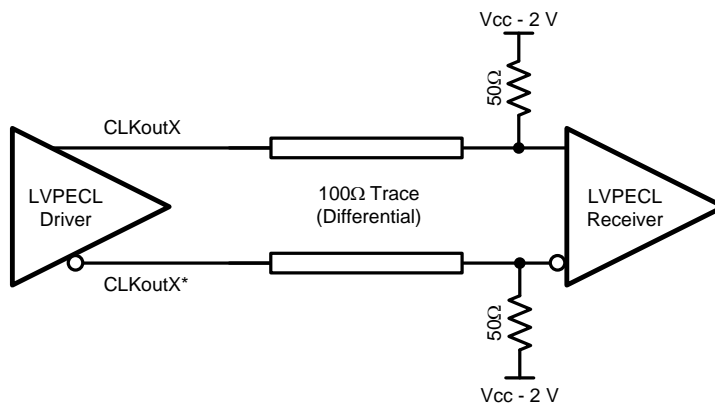 Vcc - 2 V
50Ω
CLKoutX
LVPECL
Driver
100Ω Trace
(Differential)
LVPECL
Receiver
CLKoutX*
50Ω
Vcc - 2 V